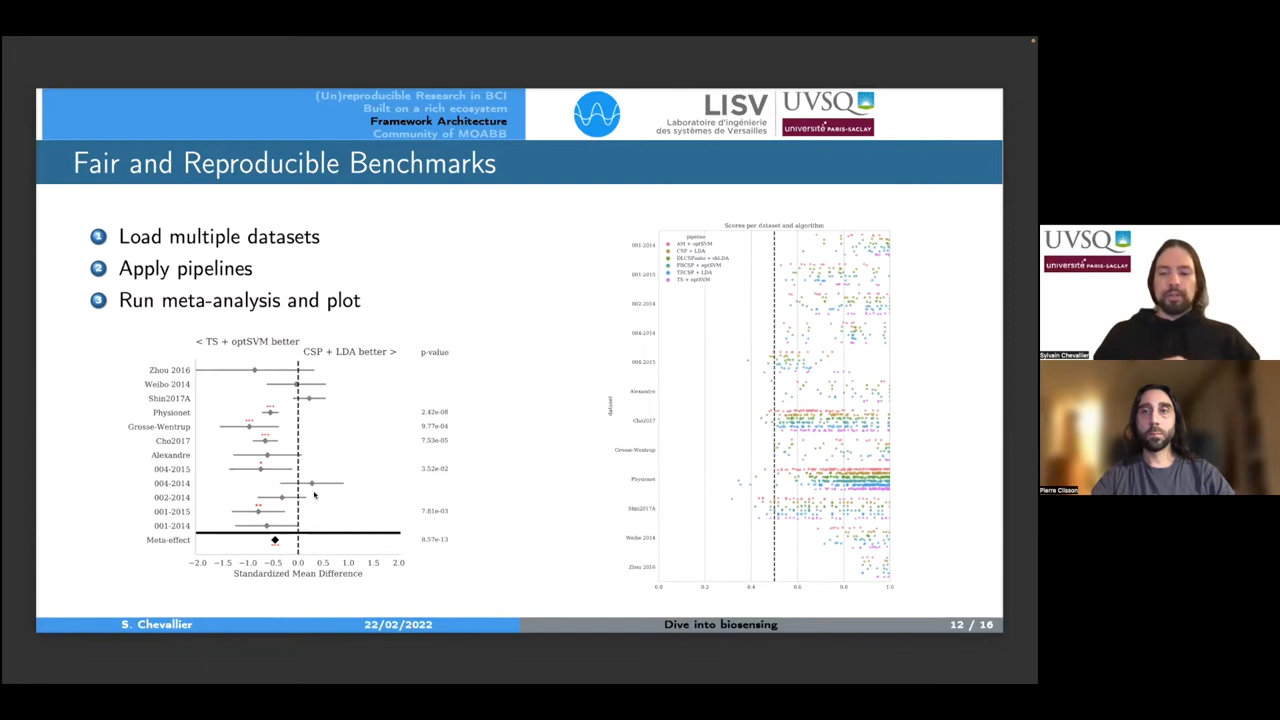 (Un)reproducible Research in BCI
Built on a rich ecosystem
Framework Architecture
Community of MOABB
LISV
Laboratoire d'ingénierie
des systèmes de Versailles
UVSQ
université PARIS-SACLAY
Fair and Reproducible Benchmarks
1 Load multiple datasets
2 Apply pipelines
3 Run meta-analysis and plot
< TS + optSVM better
CSP + LDA better >
p-value
Zhou 2016
Weibo 2014
Shin2017A
Physionet *** 2.42e-08
Grosse-Wentrup *** 9.77e-04
Cho2017 *** 7.53e-05
Alexandre
004-2015 * 3.52e-02
004-2014
002-2014
001-2015 ** 7.81e-03
001-2014
Meta-effect *** 8.57e-13
−2.0 −1.5 −1.0 −0.5 0.0 0.5 1.0 1.5 2.0
Standardized Mean Difference
Scores per dataset and algorithm
pipeline
AM + optSVM
CSP + LDA
DLCSPauto + shLDA
FBCSP + optSVM
TRCSP + LDA
TS + optSVM
dataset
001-2014
001-2015
002-2014
004-2014
004-2015
Alexandre
Cho2017
Grosse-Wentrup
Physionet
Shin2017A
Weibo 2014
Zhou 2016
0.0 0.2 0.4 0.6 0.8 1.0
S. Chevallier 22/02/2022 Dive into biosensing 12 / 16
UVSQ
université PARIS-SACLAY
Sylvain Chevallier
Pierre Clisson